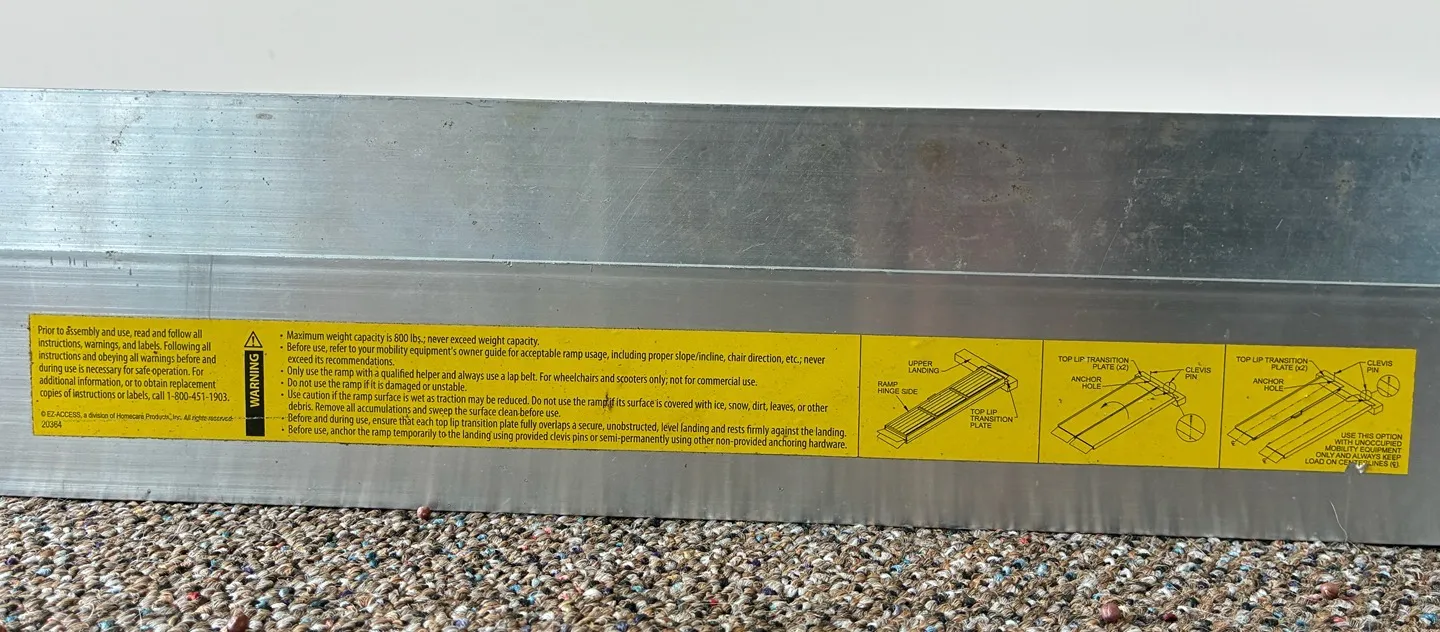 Prior to assembly and use, read and follow all
instructions, warnings, and labels. Following all
instructions and obeying all warnings before and
during use is necessary for safe operation. For
additional information, or to obtain replacement
copies of instructions or labels, call 1-800-451-1903.
© EZ-ACCESS, a division of Homecare Products, Inc. All rights reserved.
20364
WARNING
• Maximum weight capacity is 800 lbs.; never exceed weight capacity.
• Before use, refer to your mobility equipment's owner guide for acceptable ramp usage, including proper slope/incline, chair direction, etc.; never
exceed its recommendations.
• Only use the ramp with a qualified helper and always use a lap belt. For wheelchairs and scooters only; not for commercial use.
• Do not use the ramp if it is damaged or unstable.
• Use caution if the ramp surface is wet as traction may be reduced. Do not use the ramp if its surface is covered with ice, snow, dirt, leaves, or other
debris. Remove all accumulations and sweep the surface clean before use.
• Before and during use, ensure that each top lip transition plate fully overlaps a secure, unobstructed, level landing and rests firmly against the landing.
• Before use, anchor the ramp temporarily to the landing using provided clevis pins or semi-permanently using other non-provided anchoring hardware.
UPPER
LANDING
RAMP
HINGE SIDE
TOP LIP
TRANSITION
PLATE
TOP LIP TRANSITION
PLATE (x2)
ANCHOR
HOLE
CLEVIS
PIN
TOP LIP TRANSITION
PLATE (x2)
ANCHOR
HOLE
CLEVIS
PIN
USE THIS OPTION
WITH UNOCCUPIED
MOBILITY EQUIPMENT
ONLY AND ALWAYS KEEP
LOAD ON CENTERLINES (℄).